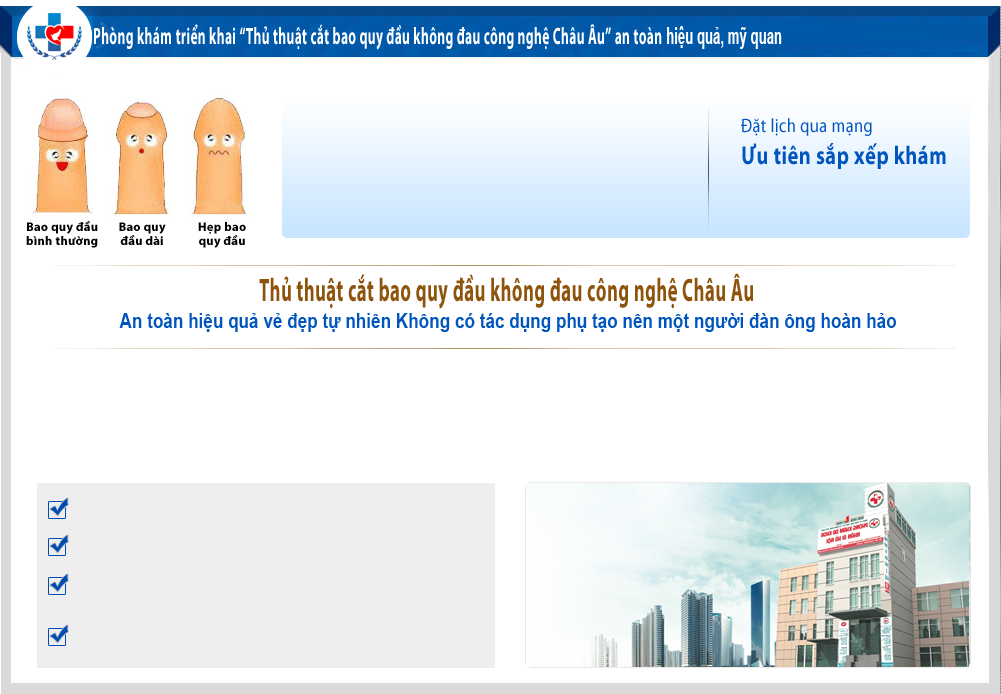 Phòng khám triển khai “Thủ thuật cắt bao quy đầu không đau công nghệ Châu Âu” an toàn hiệu quả, mỹ quan
Đặt lịch qua mạng
Ưu tiên sắp xếp khám
Bao quy đầu
bình thường
Bao quy
đầu dài
Hẹp bao
quy đầu
Thủ thuật cắt bao quy đầu không đau công nghệ Châu Âu
An toàn hiệu quả vẻ đẹp tự nhiên Không có tác dụng phụ tạo nên một người đàn ông hoàn hảo